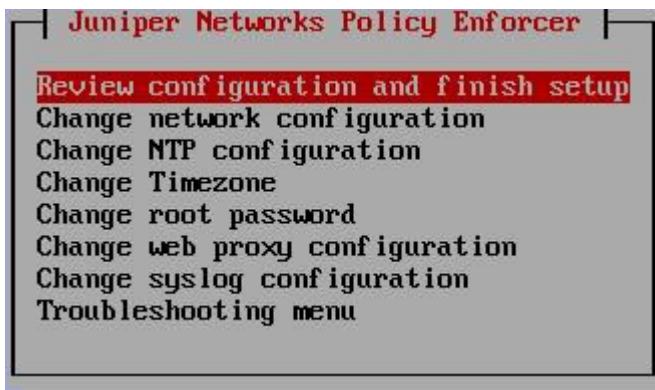 Juniper Networks Policy Enforcer
Review configuration and finish setup
Change network configuration
Change NTP configuration
Change Timezone
Change root password
Change web proxy configuration
Change syslog configuration
Troubleshooting menu